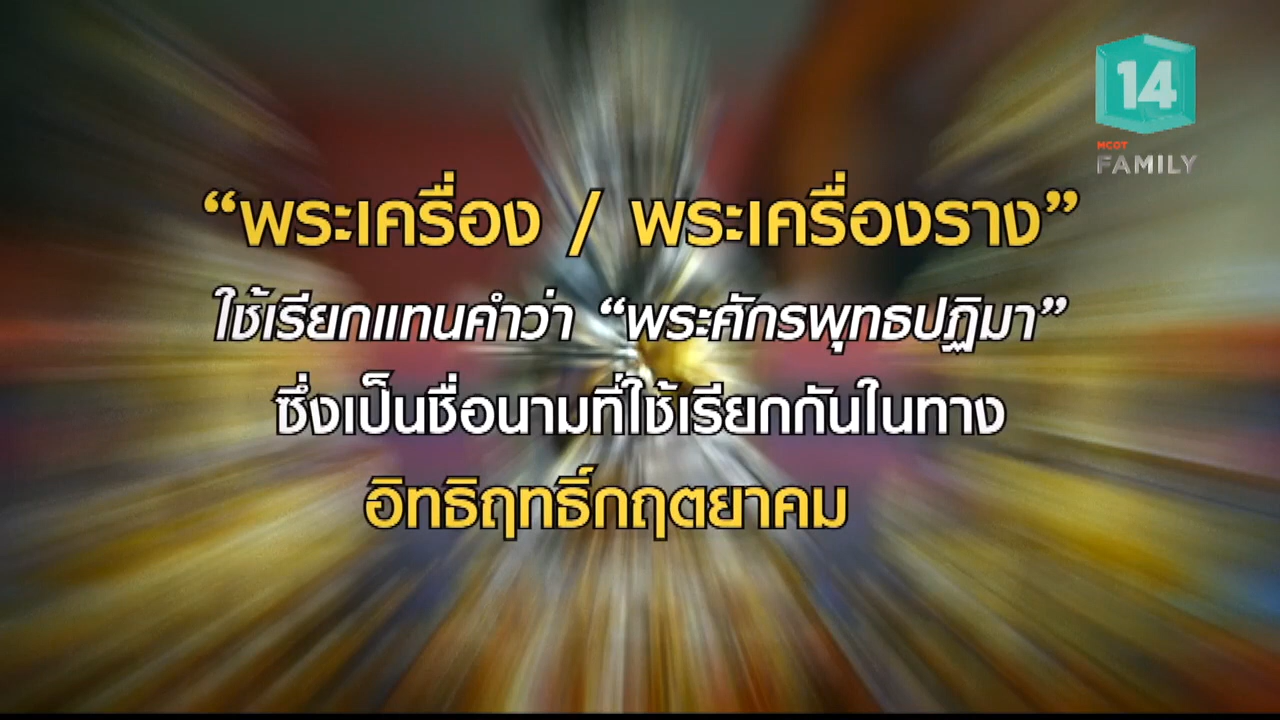 14
MCOT
FAMILY
“พระเครื่อง / พระเครื่องราง”
ใช้เรียกแทนคำว่า “พระศักรพุทธปฏิมา”
ซึ่งเป็นชื่อนามที่ใช้เรียกกันในทาง
อิทธิฤทธิ์กฤตยาคม